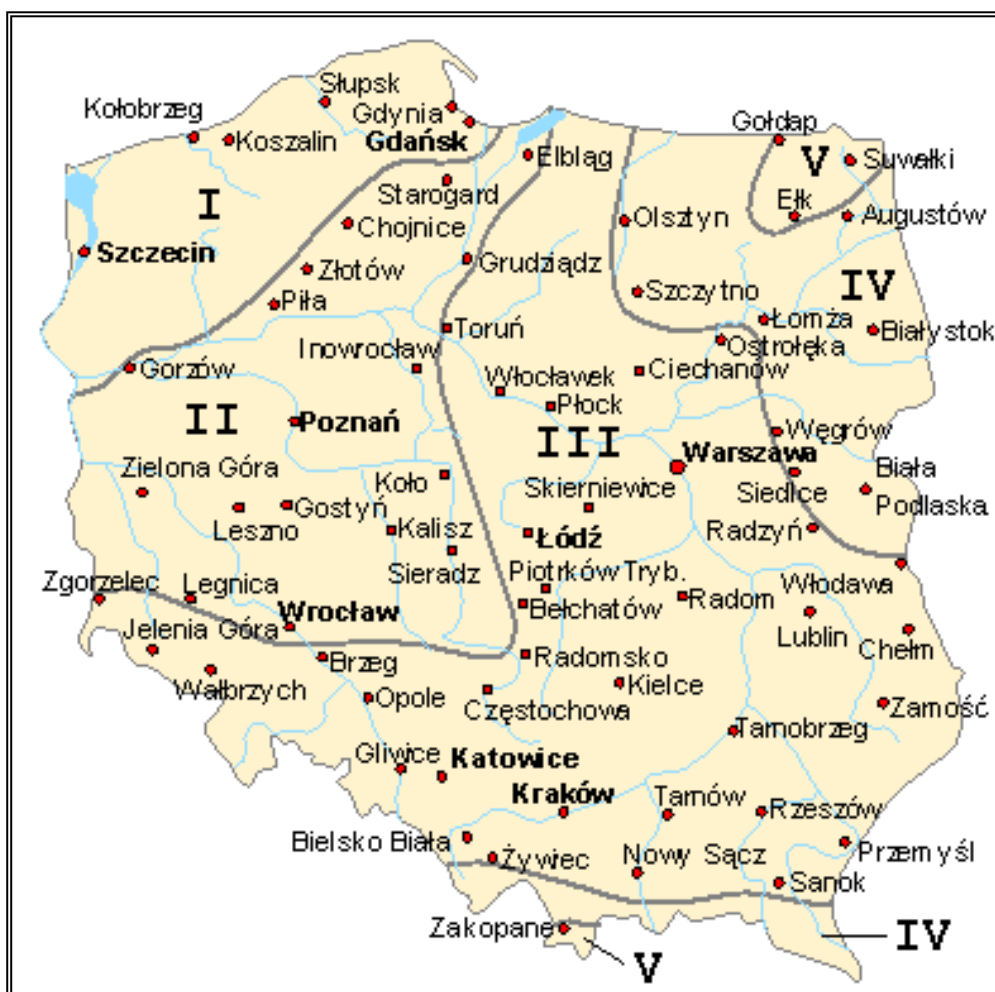 Słupsk
Kołobrzeg
Gdynia
Koszalin
Gdańsk
Gołdap
Elbląg
V
Suwałki
Starogard
I
Ełk
Chojnice
Olsztyn
Augustów
Szczecin
Grudziądz
Złotów
IV
Szczytno
Piła
Łomża
Toruń
Białystok
Inowrocław
Ostrołęka
Gorzów
Ciechanów
Włocławek
Płock
II
Poznań
III
Węgrów
Warszawa
Zielona Góra
Koło
Biała
Podlaska
Skierniewice
Siedlce
Gostyń
Leszno
Kalisz
Radzyń
Łódź
Sieradz
Piotrków Tryb.
Zgorzelec
Legnica
Włodawa
Wrocław
Bełchatów
Radom
Jelenia Góra
Lublin
Chełm
Brzeg
Radomsko
Wałbrzych
Kielce
Opole
Częstochowa
Zamość
Tarnobrzeg
Gliwice
Katowice
Kraków
Tarnów
Rzeszów
Bielsko Biała
Żywiec
Nowy Sącz
Przemyśl
Sanok
Zakopane
IV
V